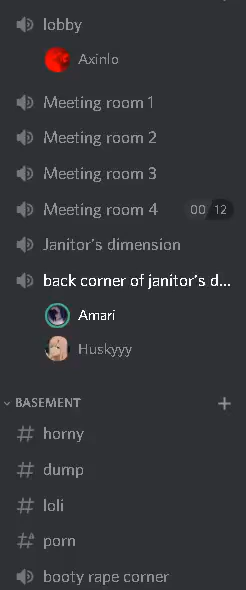 lobby
Axinlo
Meeting room 1
Meeting room 2
Meeting room 3
Meeting room 4 00 12
Janitor's dimension
back corner of janitor's d...
Amari
Huskyyy
BASEMENT
horny
dump
loli
porn
booty rape corner